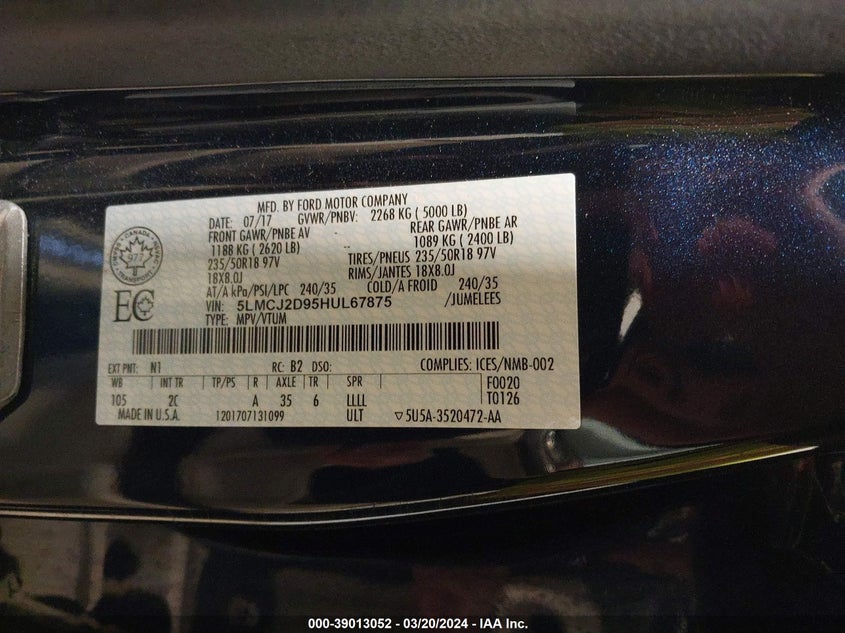 MFD. BY FORD MOTOR COMPANY
DATE: 07/17 GVWR/PNBV: 2268 KG ( 5000 LB)
FRONT GAWR/PNBE AV REAR GAWR/PNBE AR
1188 KG ( 2620 LB) 1089 KG ( 2400 LB)
235/50R18 97V TIRES/PNEUS 235/50R18 97V
18X8.0J RIMS/JANTES 18X8.0J
AT/A kPa/PSI/LPC 240/35 COLD/A FROID 240/35
VIN: 5LMCJ2D95HUL67875 /JUMELEES
TYPE: MPV/VTUM
CANADA
977
TRANSPORT
EC
EXT PNT: N1 RC: B2 DSO: COMPLIES: ICES/NMB-002
WB INT TR TP/PS R AXLE TR SPR F0020
105 2C A 35 6 LLLL T0126
MADE IN U.S.A. 1201707131099 ULT ▽ 5U5A-3520472-AA
000-39013052 - 03/20/2024 - IAA Inc.